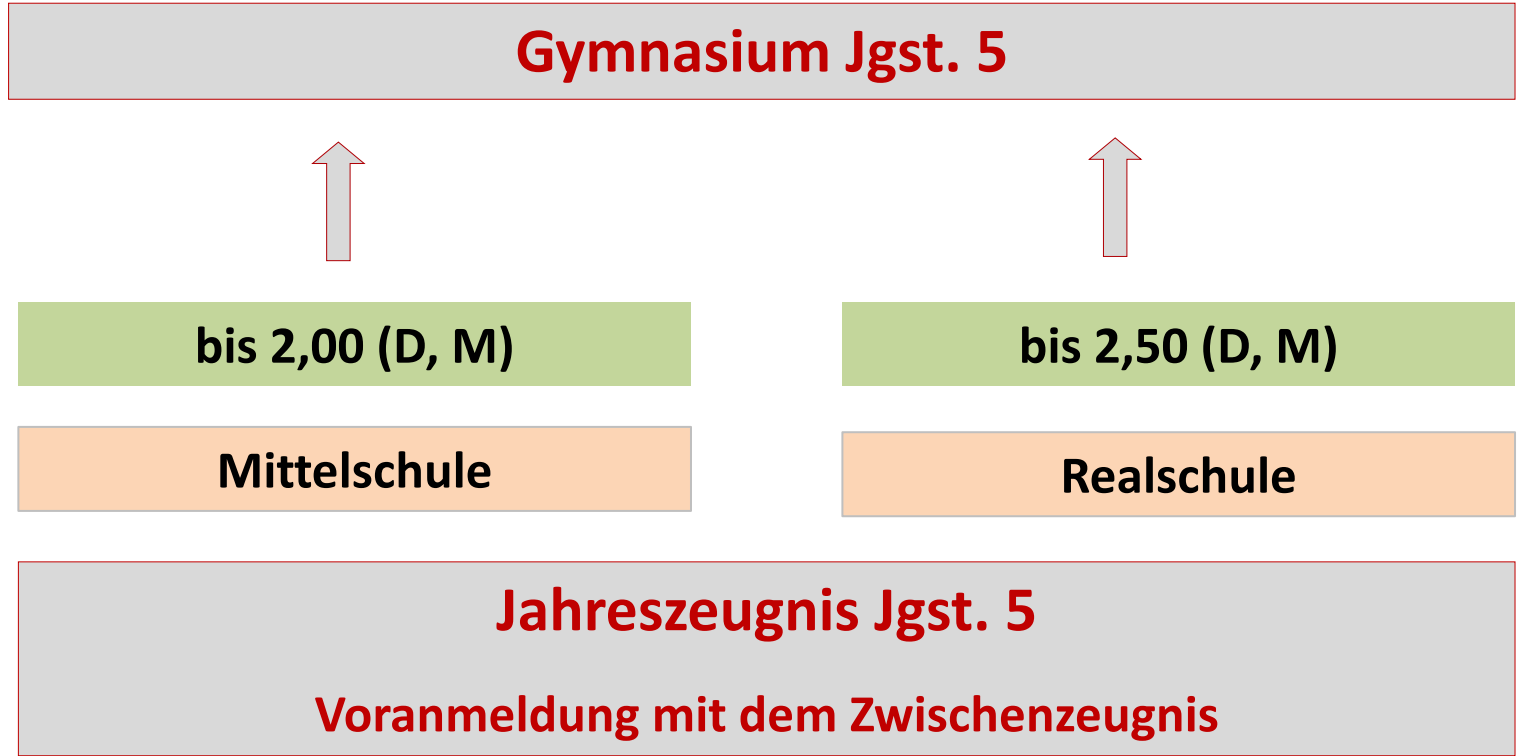 Gymnasium Jgst. 5
bis 2,00 (D, M)
bis 2,50 (D, M)
Mittelschule
Realschule
Jahreszeugnis Jgst. 5
Voranmeldung mit dem Zwischenzeugnis